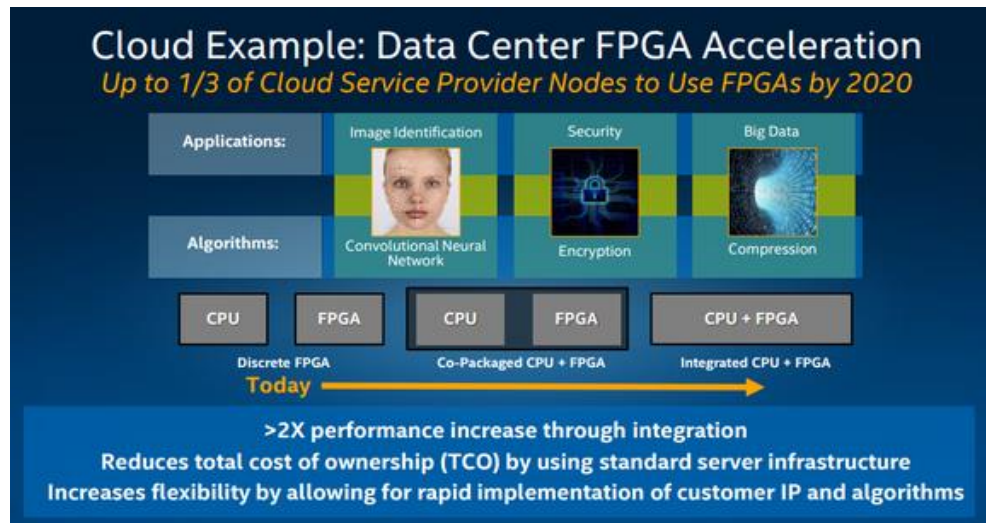 Cloud Example: Data Center FPGA Acceleration
Up to 1/3 of Cloud Service Provider Nodes to Use FPGAs by 2020
Applications:
Image Identification
Security
Big Data
Algorithms:
Convolutional Neural
Network
Encryption
Compression
CPU
FPGA
CPU
FPGA
CPU + FPGA
Discrete FPGA
Co-Packaged CPU + FPGA
Integrated CPU + FPGA
Today
>2X performance increase through integration
Reduces total cost of ownership (TCO) by using standard server infrastructure
Increases flexibility by allowing for rapid implementation of customer IP and algorithms